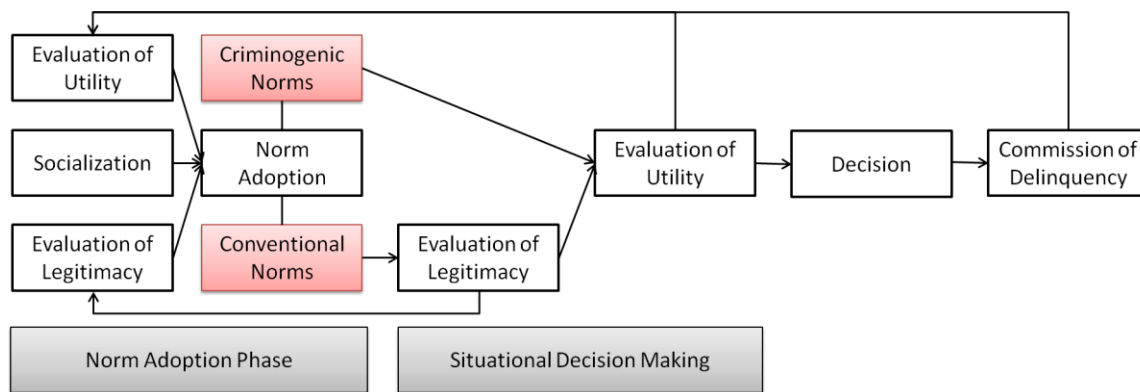 Evaluation of
Utility
Criminogenic
Norms
Socialization
Norm
Adoption
Evaluation of
Utility
Decision
Commission of
Delinquency
Evaluation of
Legitimacy
Conventional
Norms
Evaluation of
Legitimacy
Norm Adoption Phase
Situational Decision Making